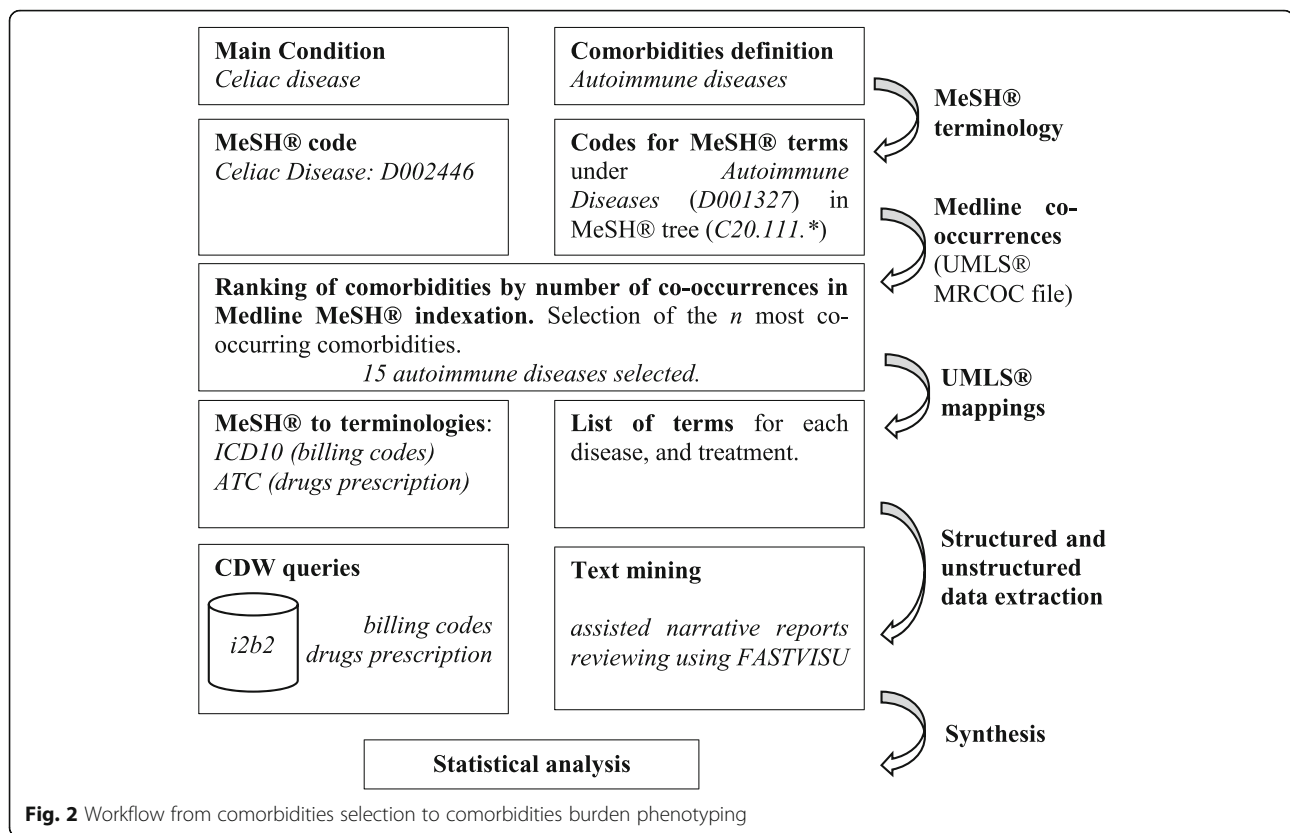 Main Condition
Celiac disease
Comorbidities definition
Autoimmune diseases
MeSH®
terminology
MeSH® code
Celiac Disease: D002446
Codes for MeSH® terms
under Autoimmune
Diseases (D001327) in
MeSH® tree (C20.111.*)
Medline co-
occurrences
(UMLS®
MRCOC file)
Ranking of comorbidities by number of co-occurrences in
Medline MeSH® indexation. Selection of the n most co-
occurring comorbidities.
15 autoimmune diseases selected.
UMLS®
mappings
MeSH® to terminologies:
ICD10 (billing codes)
ATC (drugs prescription)
List of terms for each
disease, and treatment.
Structured and
unstructured
data extraction
CDW queries
i2b2
billing codes
drugs prescription
Text mining
assisted narrative reports
reviewing using FASTVISU
Synthesis
Statistical analysis
Fig. 2 Workflow from comorbidities selection to comorbidities burden phenotyping